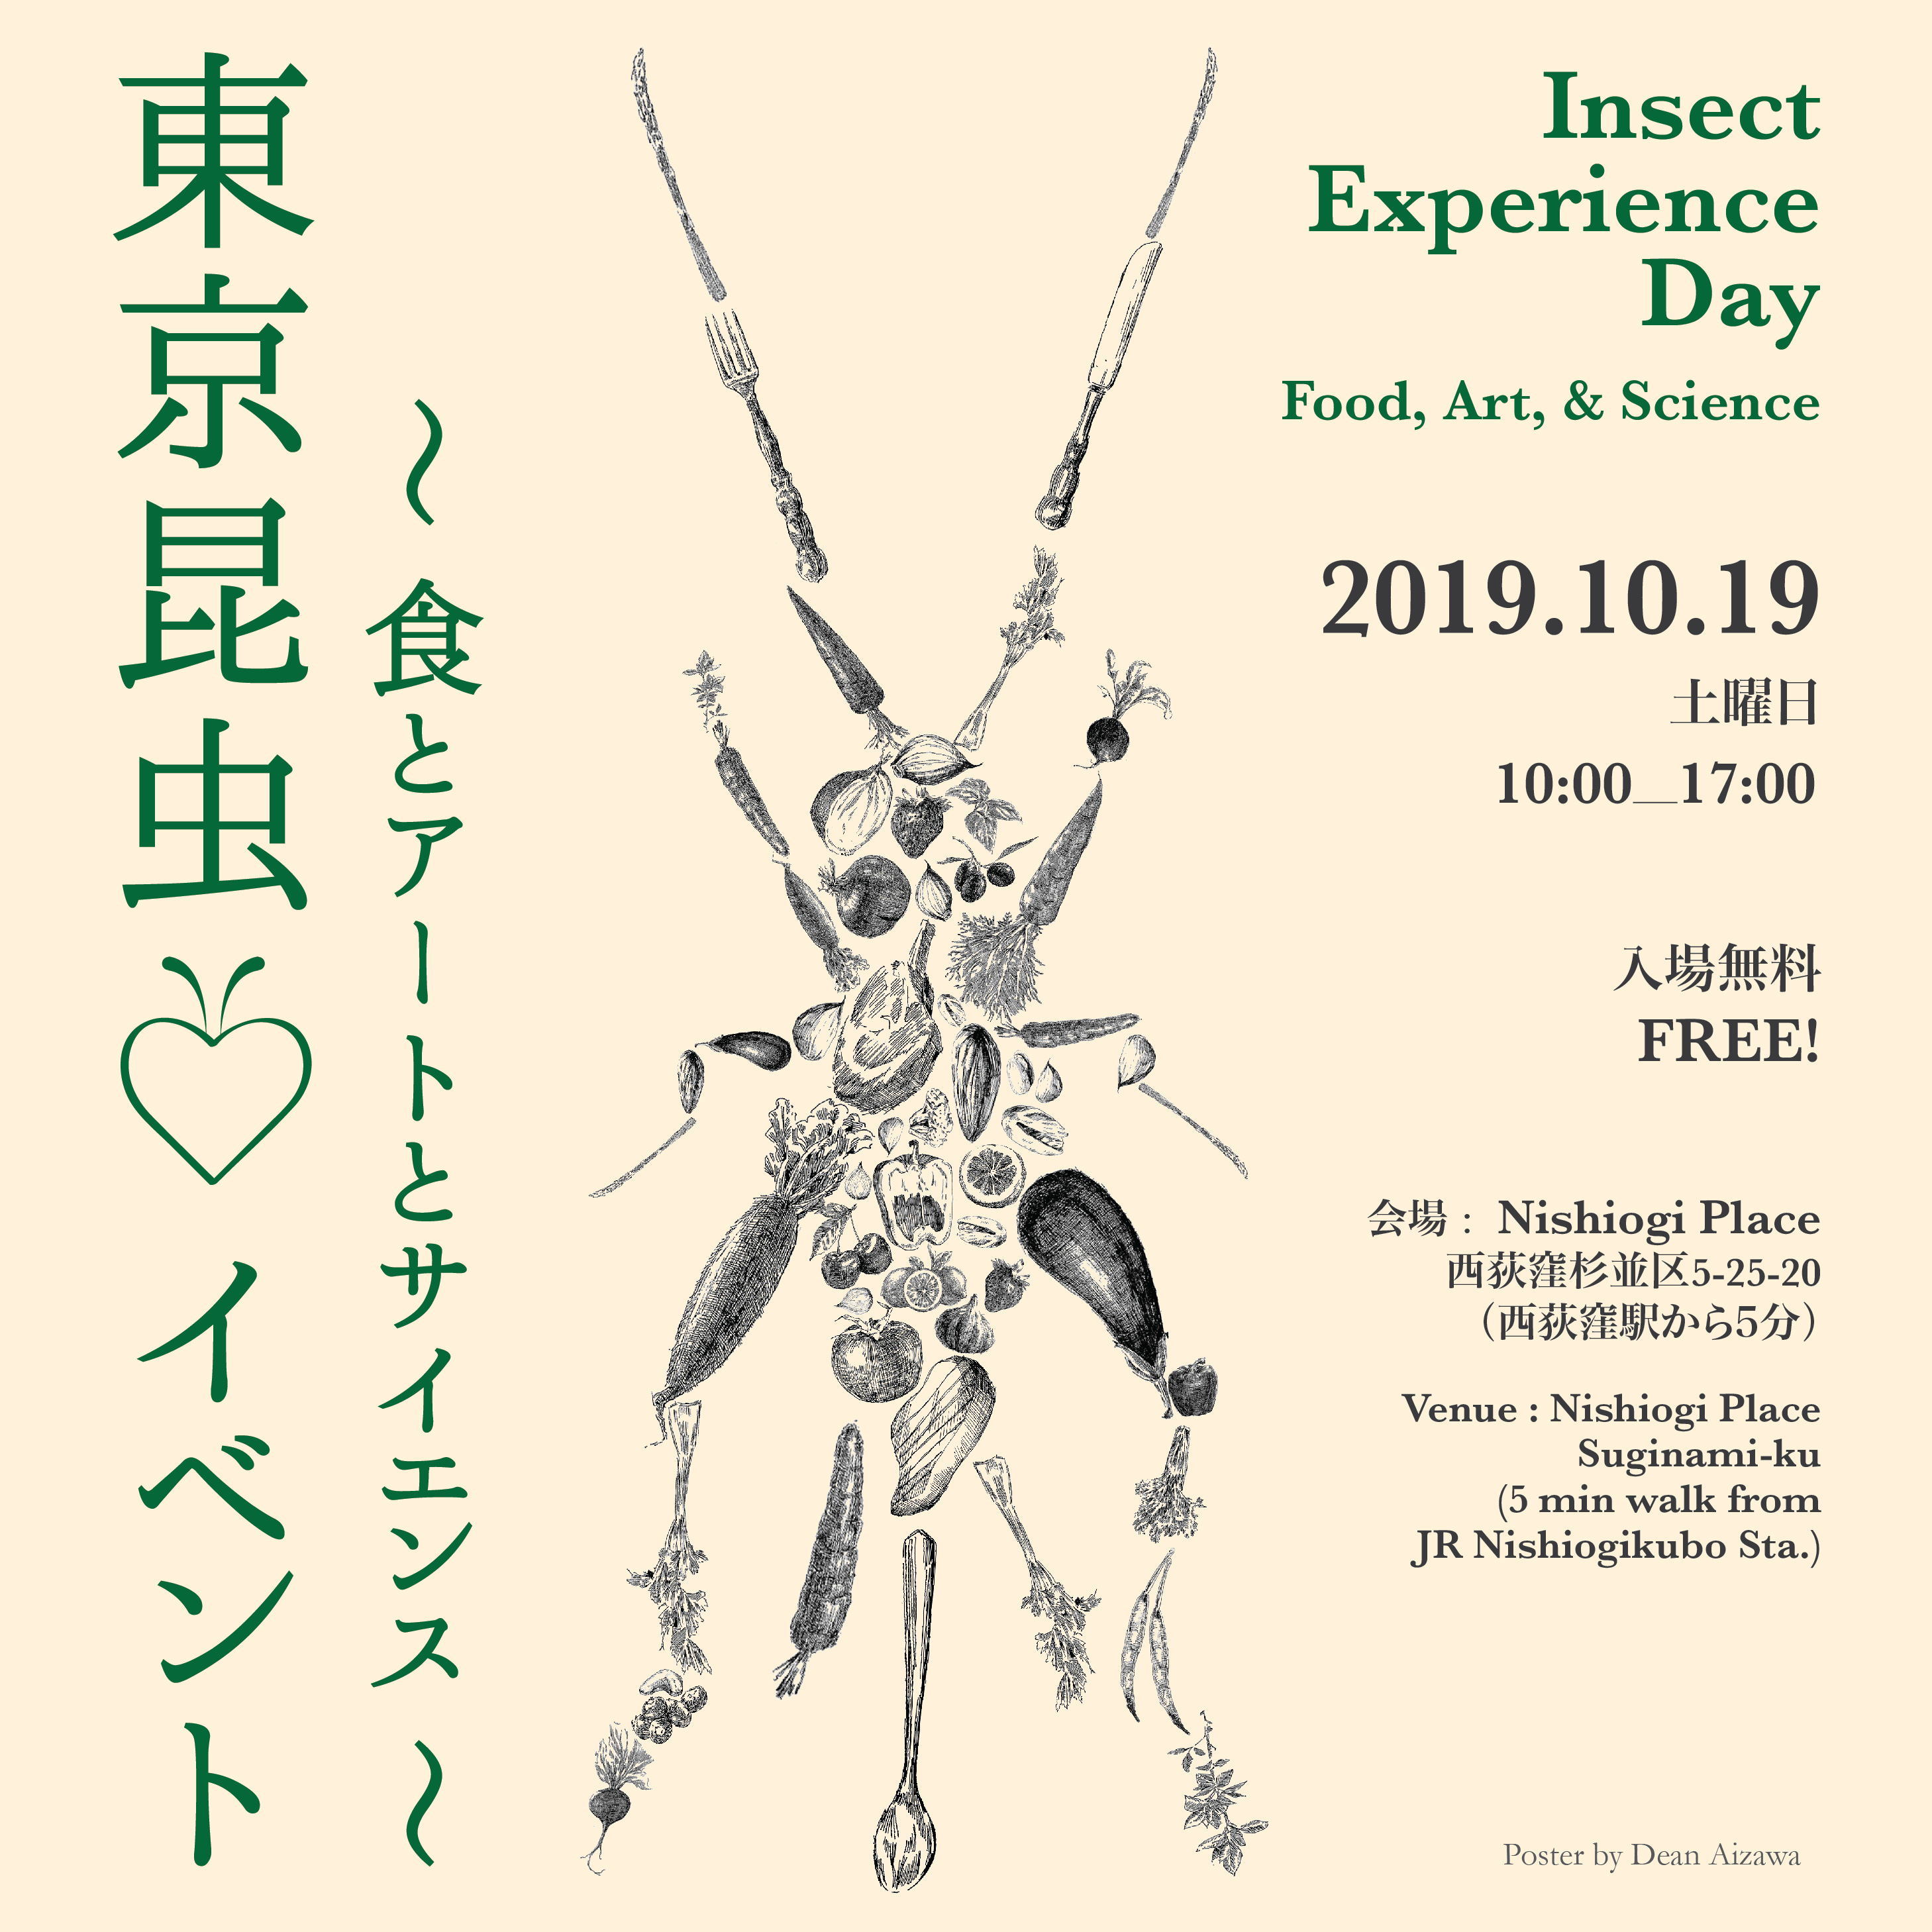 東京昆虫♡イベント
～食とアートとサイエンス～
Insect
Experience
Day
Food, Art, & Science
2019.10.19
土曜日
10:00__17:00
入場無料
FREE!
会場： Nishiogi Place
西荻窪杉並区5-25-20
（西荻窪駅から5分）
Venue : Nishiogi Place
Suginami-ku
(5 min walk from
JR Nishiogikubo Sta.)
Poster by Dean Aizawa